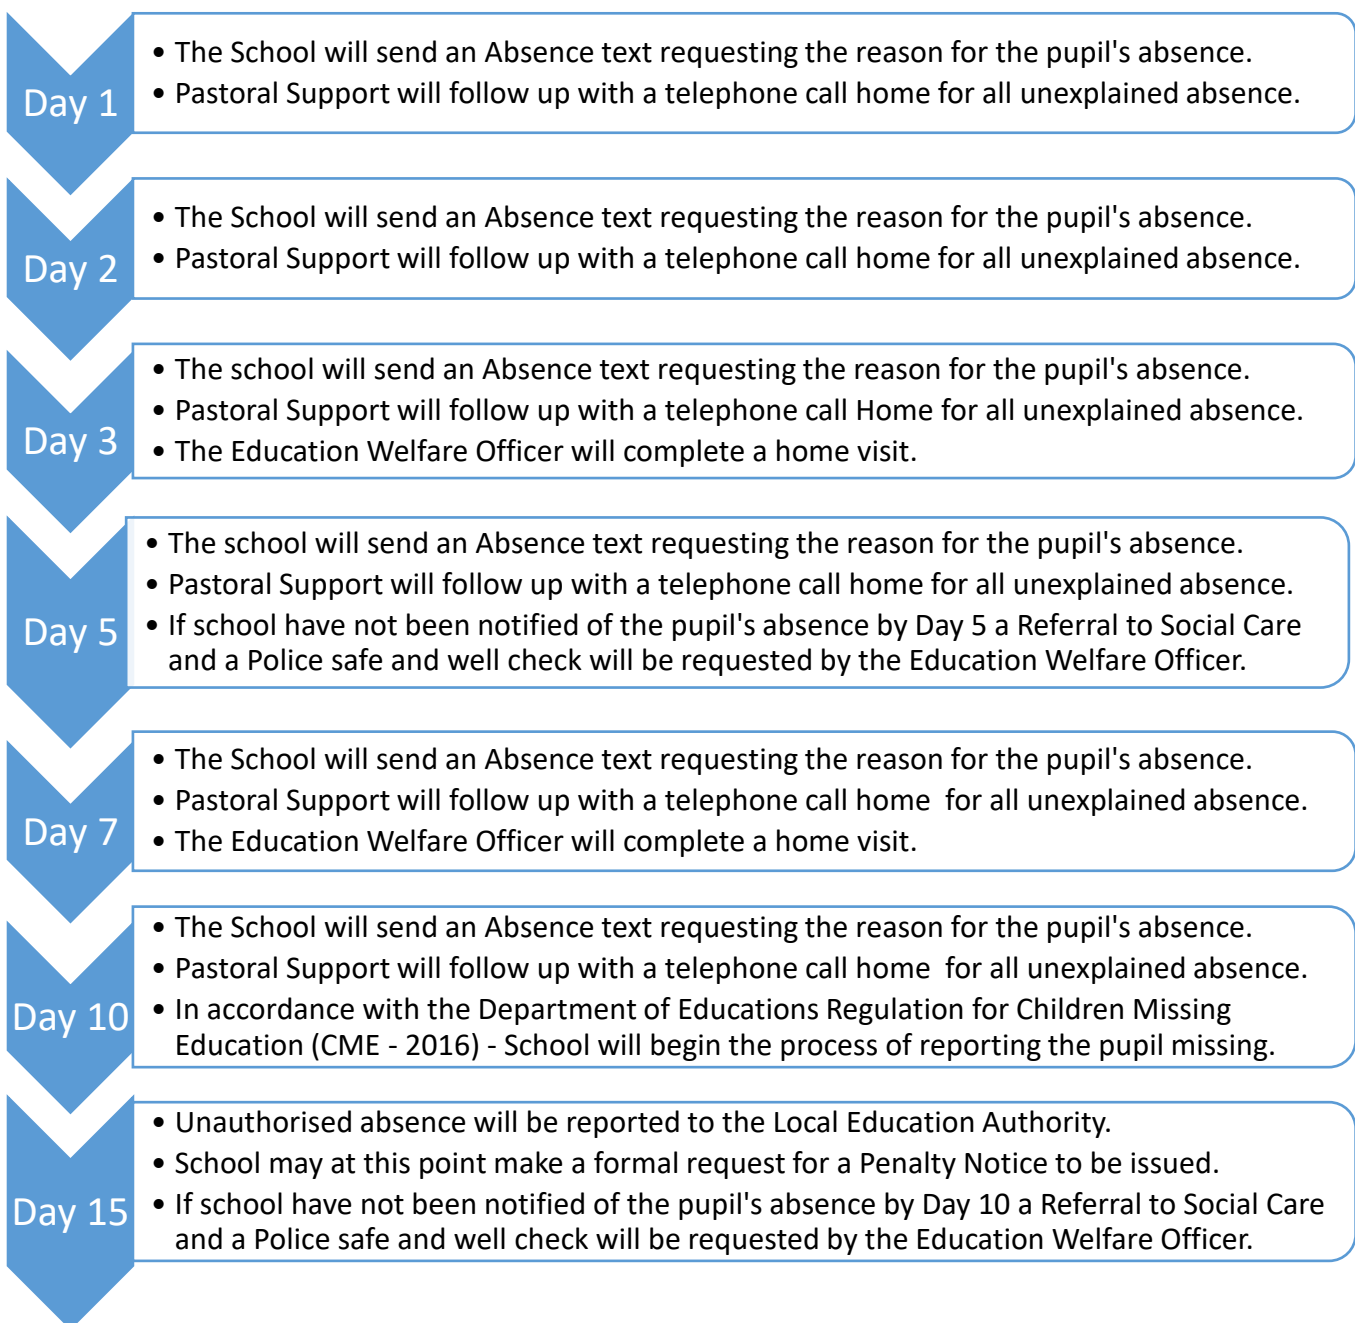 Day 1
• The School will send an Absence text requesting the reason for the pupil's absence.
• Pastoral Support will follow up with a telephone call home for all unexplained absence.
Day 2
• The School will send an Absence text requesting the reason for the pupil's absence.
• Pastoral Support will follow up with a telephone call home for all unexplained absence.
Day 3
• The school will send an Absence text requesting the reason for the pupil's absence.
• Pastoral Support will follow up with a telephone call Home for all unexplained absence.
• The Education Welfare Officer will complete a home visit.
Day 5
• The school will send an Absence text requesting the reason for the pupil's absence.
• Pastoral Support will follow up with a telephone call home for all unexplained absence.
• If school have not been notified of the pupil's absence by Day 5 a Referral to Social Care
and a Police safe and well check will be requested by the Education Welfare Officer.
Day 7
• The School will send an Absence text requesting the reason for the pupil's absence.
• Pastoral Support will follow up with a telephone call home  for all unexplained absence.
• The Education Welfare Officer will complete a home visit.
Day 10
• The School will send an Absence text requesting the reason for the pupil's absence.
• Pastoral Support will follow up with a telephone call home  for all unexplained absence.
• In accordance with the Department of Educations Regulation for Children Missing
Education (CME - 2016) - School will begin the process of reporting the pupil missing.
Day 15
• Unauthorised absence will be reported to the Local Education Authority.
• School may at this point make a formal request for a Penalty Notice to be issued.
• If school have not been notified of the pupil's absence by Day 10 a Referral to Social Care
and a Police safe and well check will be requested by the Education Welfare Officer.